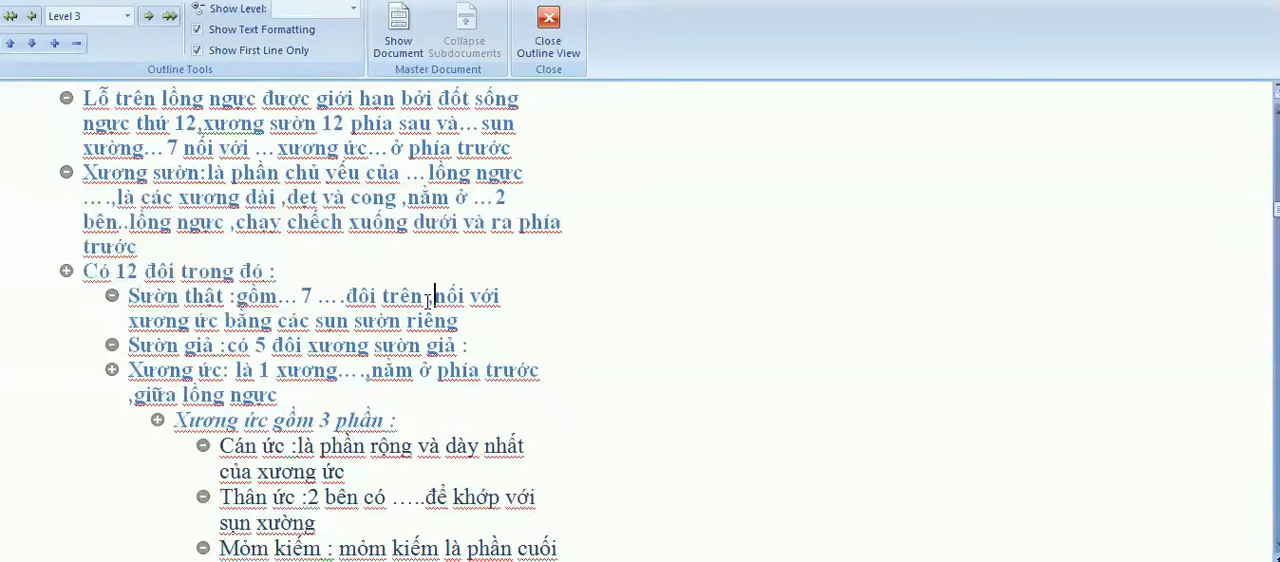 Level 3
Show Level:
Show Text Formatting
Show First Line Only
Outline Tools
Show Document
Collapse Subdocuments
Master Document
Close Outline View
Close
Lỗ trên lồng ngực được giới hạn bởi đốt sống
ngực thứ 12,xương sườn 12 phía sau và…sụn
xường…7 nối với …xương ức…ở phía trước
Xương sườn:là phần chủ yếu của …lồng ngực
….,là các xương dài ,dẹt và cong ,nằm ở …2
bên..lồng ngực ,chạy chếch xuống dưới và ra phía
trước
Có 12 đôi trong đó :
Sườn thật :gồm…7 ….đôi trên ,nối với
xương ức bằng các sụn sườn riêng
Sườn giả :có 5 đôi xương sườn giả :
Xương ức: là 1 xương….,nằm ở phía trước
,giữa lồng ngực
Xương ức gồm 3 phần :
Cán ức :là phần rộng và dày nhất
của xương ức
Thân ức :2 bên có …..để khớp với
sụn xường
Mỏm kiếm : mỏm kiếm là phần cuối